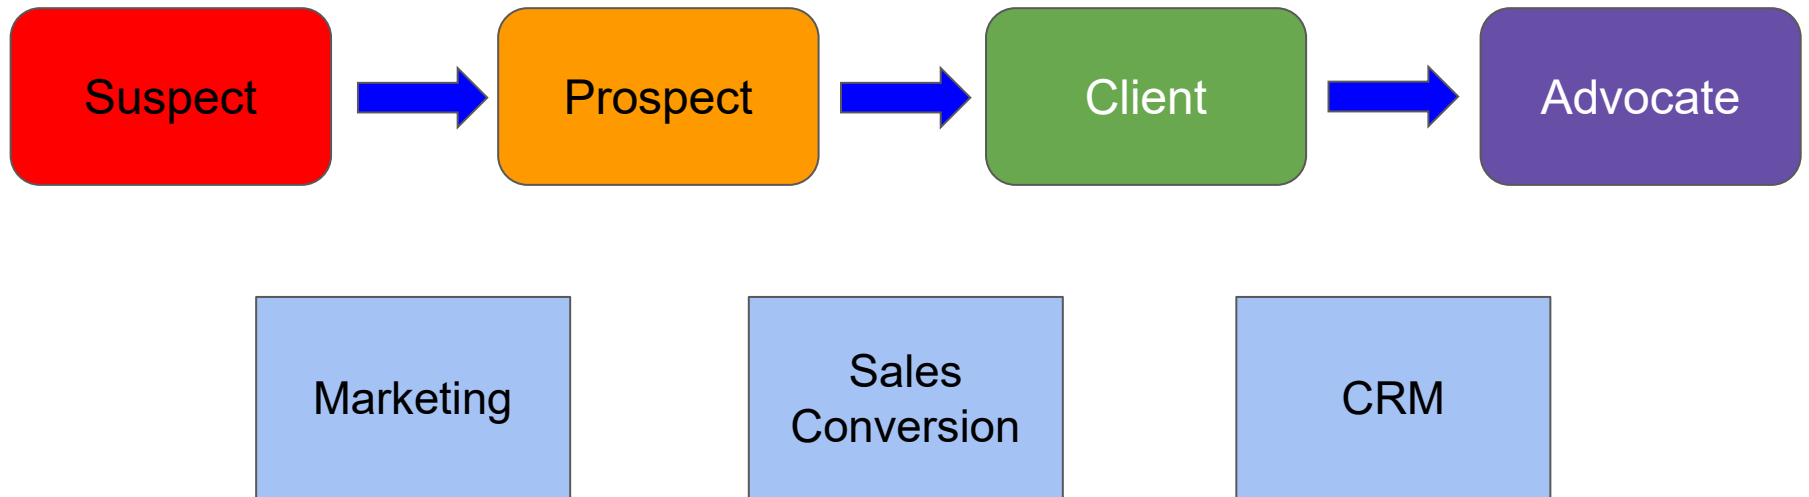 Suspect
Prospect
Client
Advocate
Marketing
Sales
Conversion
CRM